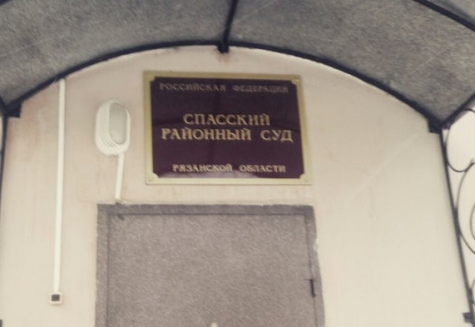 РОССИЙСКАЯ ФЕДЕРАЦИЯ
СПАССКИЙ
РАЙОННЫЙ СУД
РЯЗАНСКОЙ ОБЛАСТИ